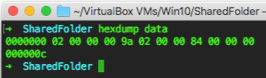 ~/VirtualBox VMs/Win10/SharedFolder
[→ SharedFolder hexdump data
0000000 02 00 00 00 9a 02 00 00 84 00 00 00
000000c
→ SharedFolder